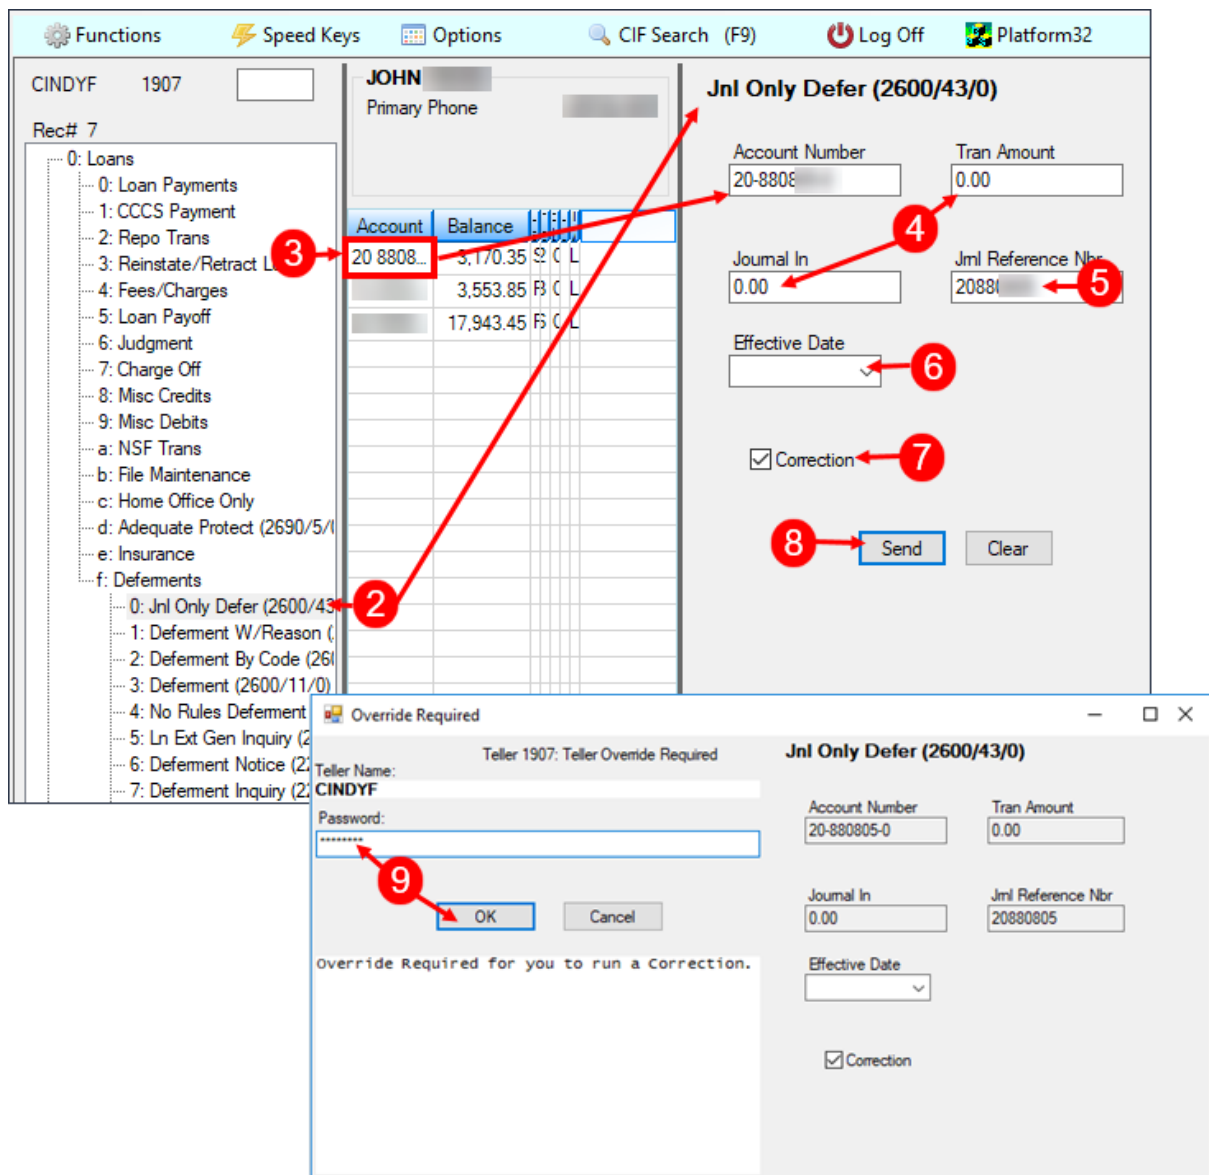 Functions Speed Keys Options CIF Search (F9) Log Off Platform32
CINDYF 1907
Rec# 7
0: Loans
0: Loan Payments
1: CCCS Payment
2: Repo Trans
3: Reinstate/Retract
4: Fees/Charges
5: Loan Payoff
6: Judgment
7: Charge Off
8: Misc Credits
9: Misc Debits
a: NSF Trans
b: File Maintenance
c: Home Office Only
d: Adequate Protect (2690/5/
e: Insurance
f: Deferments
0: Jnl Only Defer (2600/43
1: Deferment W/Reason (
2: Deferment By Code (26
3: Deferment (2600/11/0)
4: No Rules Deferment
5: Ln Ext Gen Inquiry (2
6: Deferment Notice (22
7: Deferment Inquiry (22
2
3
JOHN
Primary Phone
Account Balance
20 8808... 3,170.35 L
3,553.85 L
17,943.45 L
Jnl Only Defer (2600/43/0)
Account Number Tran Amount
20-8808 0.00
4
Journal In Jrnl Reference Nbr
0.00 2088
5
Effective Date
6
Correction
7
8
Send Clear
Override Required
Teller 1907: Teller Override Required
Teller Name:
CINDYF
Password:
********
9
OK Cancel
Override Required for you to run a Correction.
Jnl Only Defer (2600/43/0)
Account Number Tran Amount
20-880805-0 0.00
Journal In Jrnl Reference Nbr
0.00 20880805
Effective Date
Correction